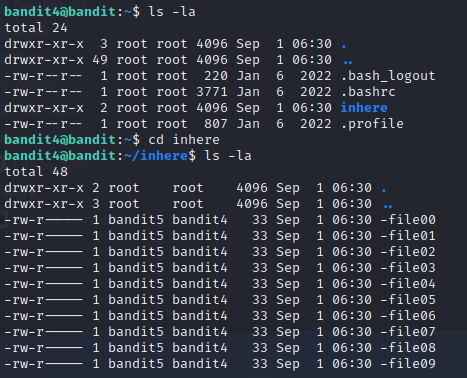 bandit4@bandit:~$ ls -la
total 24
drwxr-xr-x  3 root root 4096 Sep  1 06:30 .
drwxr-xr-x 49 root root 4096 Sep  1 06:30 ..
-rw-r--r--  1 root root  220 Jan  6  2022 .bash_logout
-rw-r--r--  1 root root 3771 Jan  6  2022 .bashrc
drwxr-xr-x  2 root root 4096 Sep  1 06:30 inhere
-rw-r--r--  1 root root  807 Jan  6  2022 .profile
bandit4@bandit:~$ cd inhere
bandit4@bandit:~/inhere$ ls -la
total 48
drwxr-xr-x 2 root    root    4096 Sep  1 06:30 .
drwxr-xr-x 3 root    root    4096 Sep  1 06:30 ..
-rw-r----- 1 bandit5 bandit4   33 Sep  1 06:30 -file00
-rw-r----- 1 bandit5 bandit4   33 Sep  1 06:30 -file01
-rw-r----- 1 bandit5 bandit4   33 Sep  1 06:30 -file02
-rw-r----- 1 bandit5 bandit4   33 Sep  1 06:30 -file03
-rw-r----- 1 bandit5 bandit4   33 Sep  1 06:30 -file04
-rw-r----- 1 bandit5 bandit4   33 Sep  1 06:30 -file05
-rw-r----- 1 bandit5 bandit4   33 Sep  1 06:30 -file06
-rw-r----- 1 bandit5 bandit4   33 Sep  1 06:30 -file07
-rw-r----- 1 bandit5 bandit4   33 Sep  1 06:30 -file08
-rw-r----- 1 bandit5 bandit4   33 Sep  1 06:30 -file09